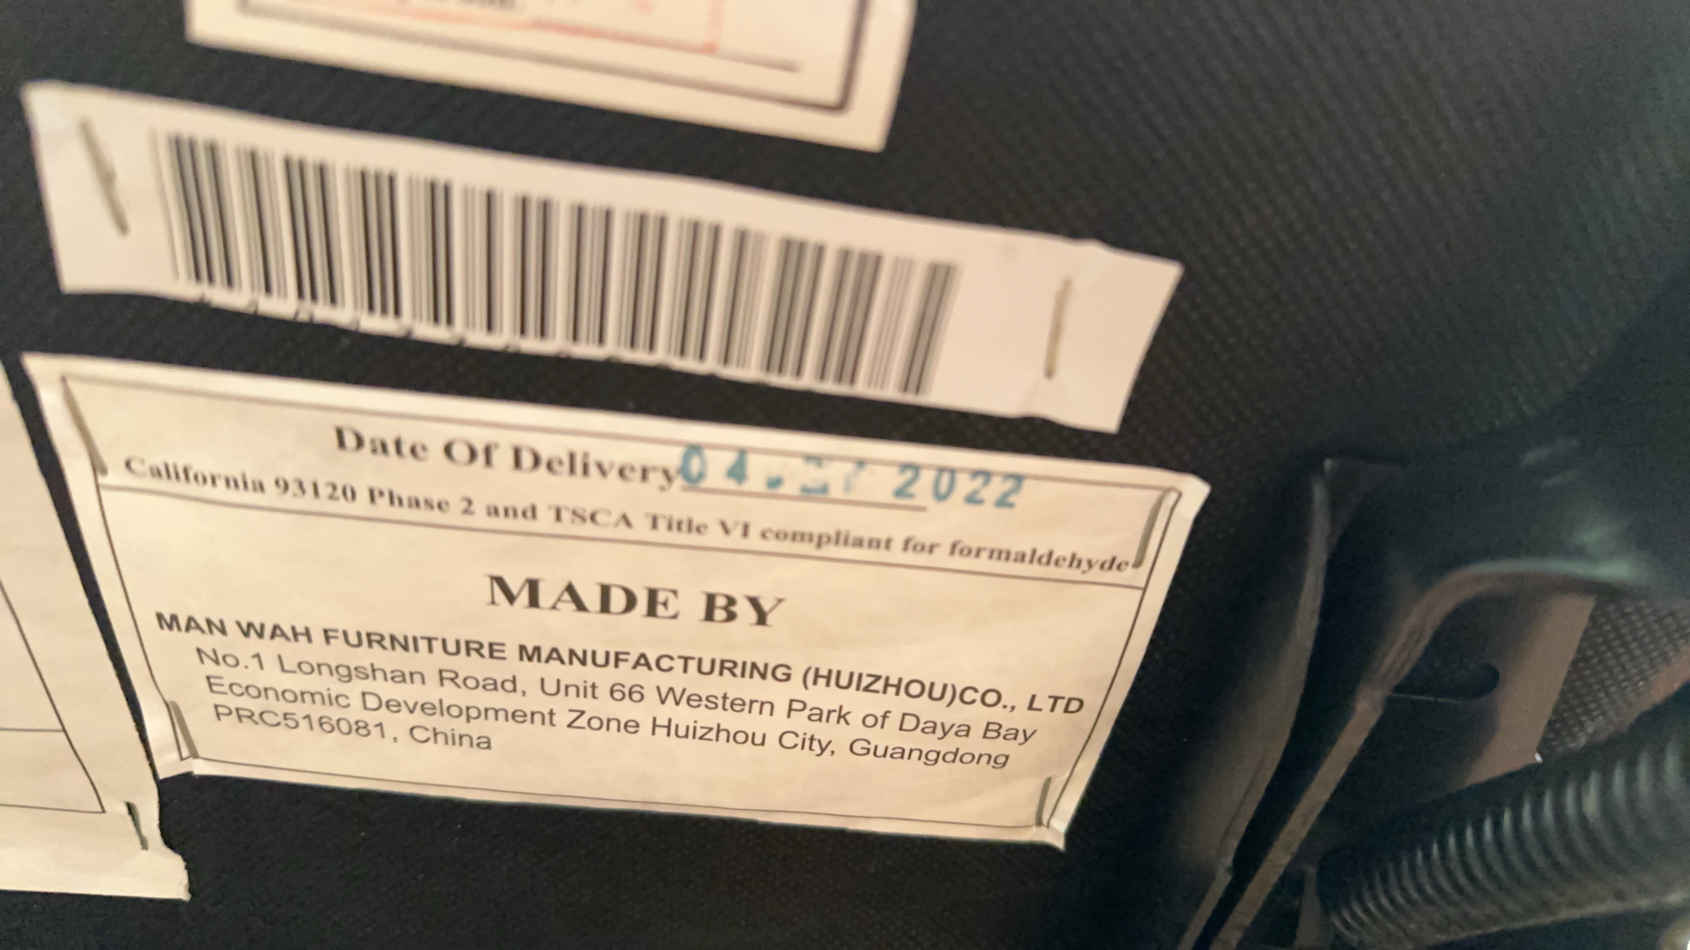 Date Of Delivery 04. 2022
California 93120 Phase 2 and TSCA Title VI compliant for formaldehyde
MADE BY
MAN WAH FURNITURE MANUFACTURING (HUIZHOU)CO., LTD
No.1 Longshan Road, Unit 66 Western Park of Daya Bay
Economic Development Zone Huizhou City, Guangdong
PRC516081, China